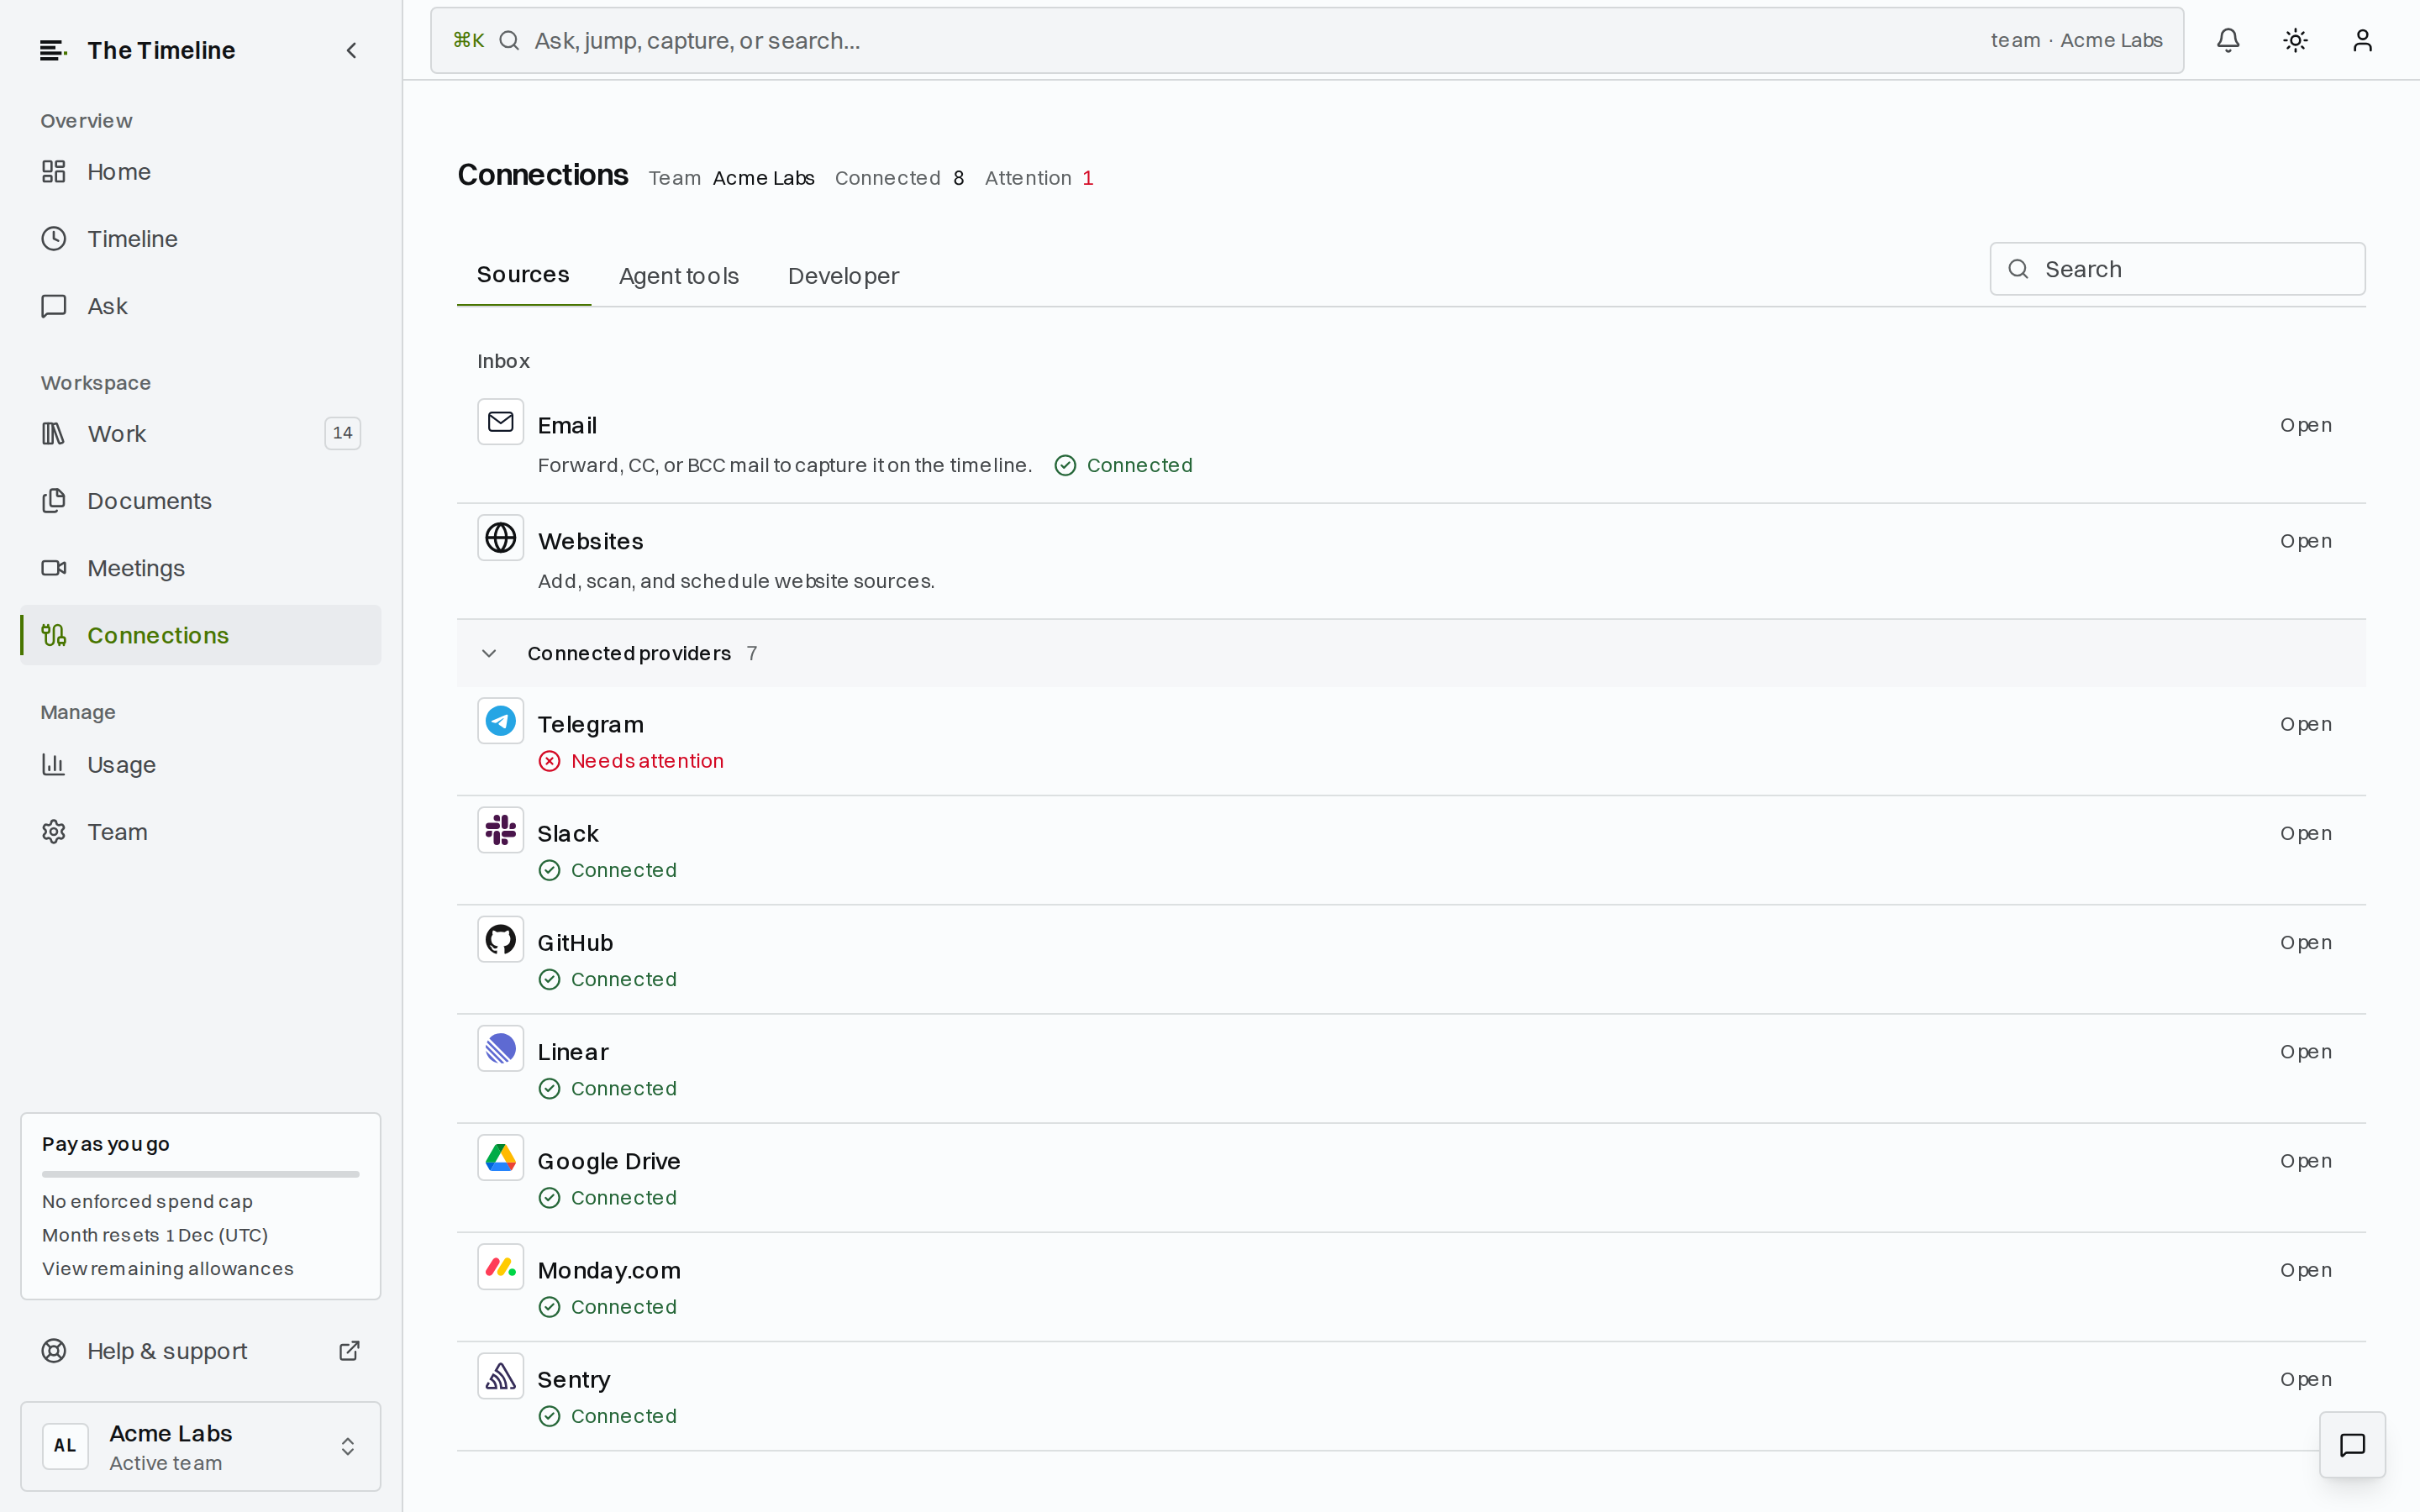 The Timeline
⌘K Ask, jump, capture, or search... team · Acme Labs
Overview
Home
Timeline
Ask
Workspace
Work 14
Documents
Meetings
Connections
Manage
Usage
Team
Pay as you go
No enforced spend cap
Month resets 1 Dec (UTC)
View remaining allowances
Help & support
AL Acme Labs
Active team
Connections Team Acme Labs Connected 8 Attention 1
Sources Agent tools Developer Search
Inbox
Email Open
Forward, CC, or BCC mail to capture it on the timeline. Connected
Websites Open
Add, scan, and schedule website sources.
Connected providers 7
Telegram Open
Needs attention
Slack Open
Connected
GitHub Open
Connected
Linear Open
Connected
Google Drive Open
Connected
Monday.com Open
Connected
Sentry Open
Connected